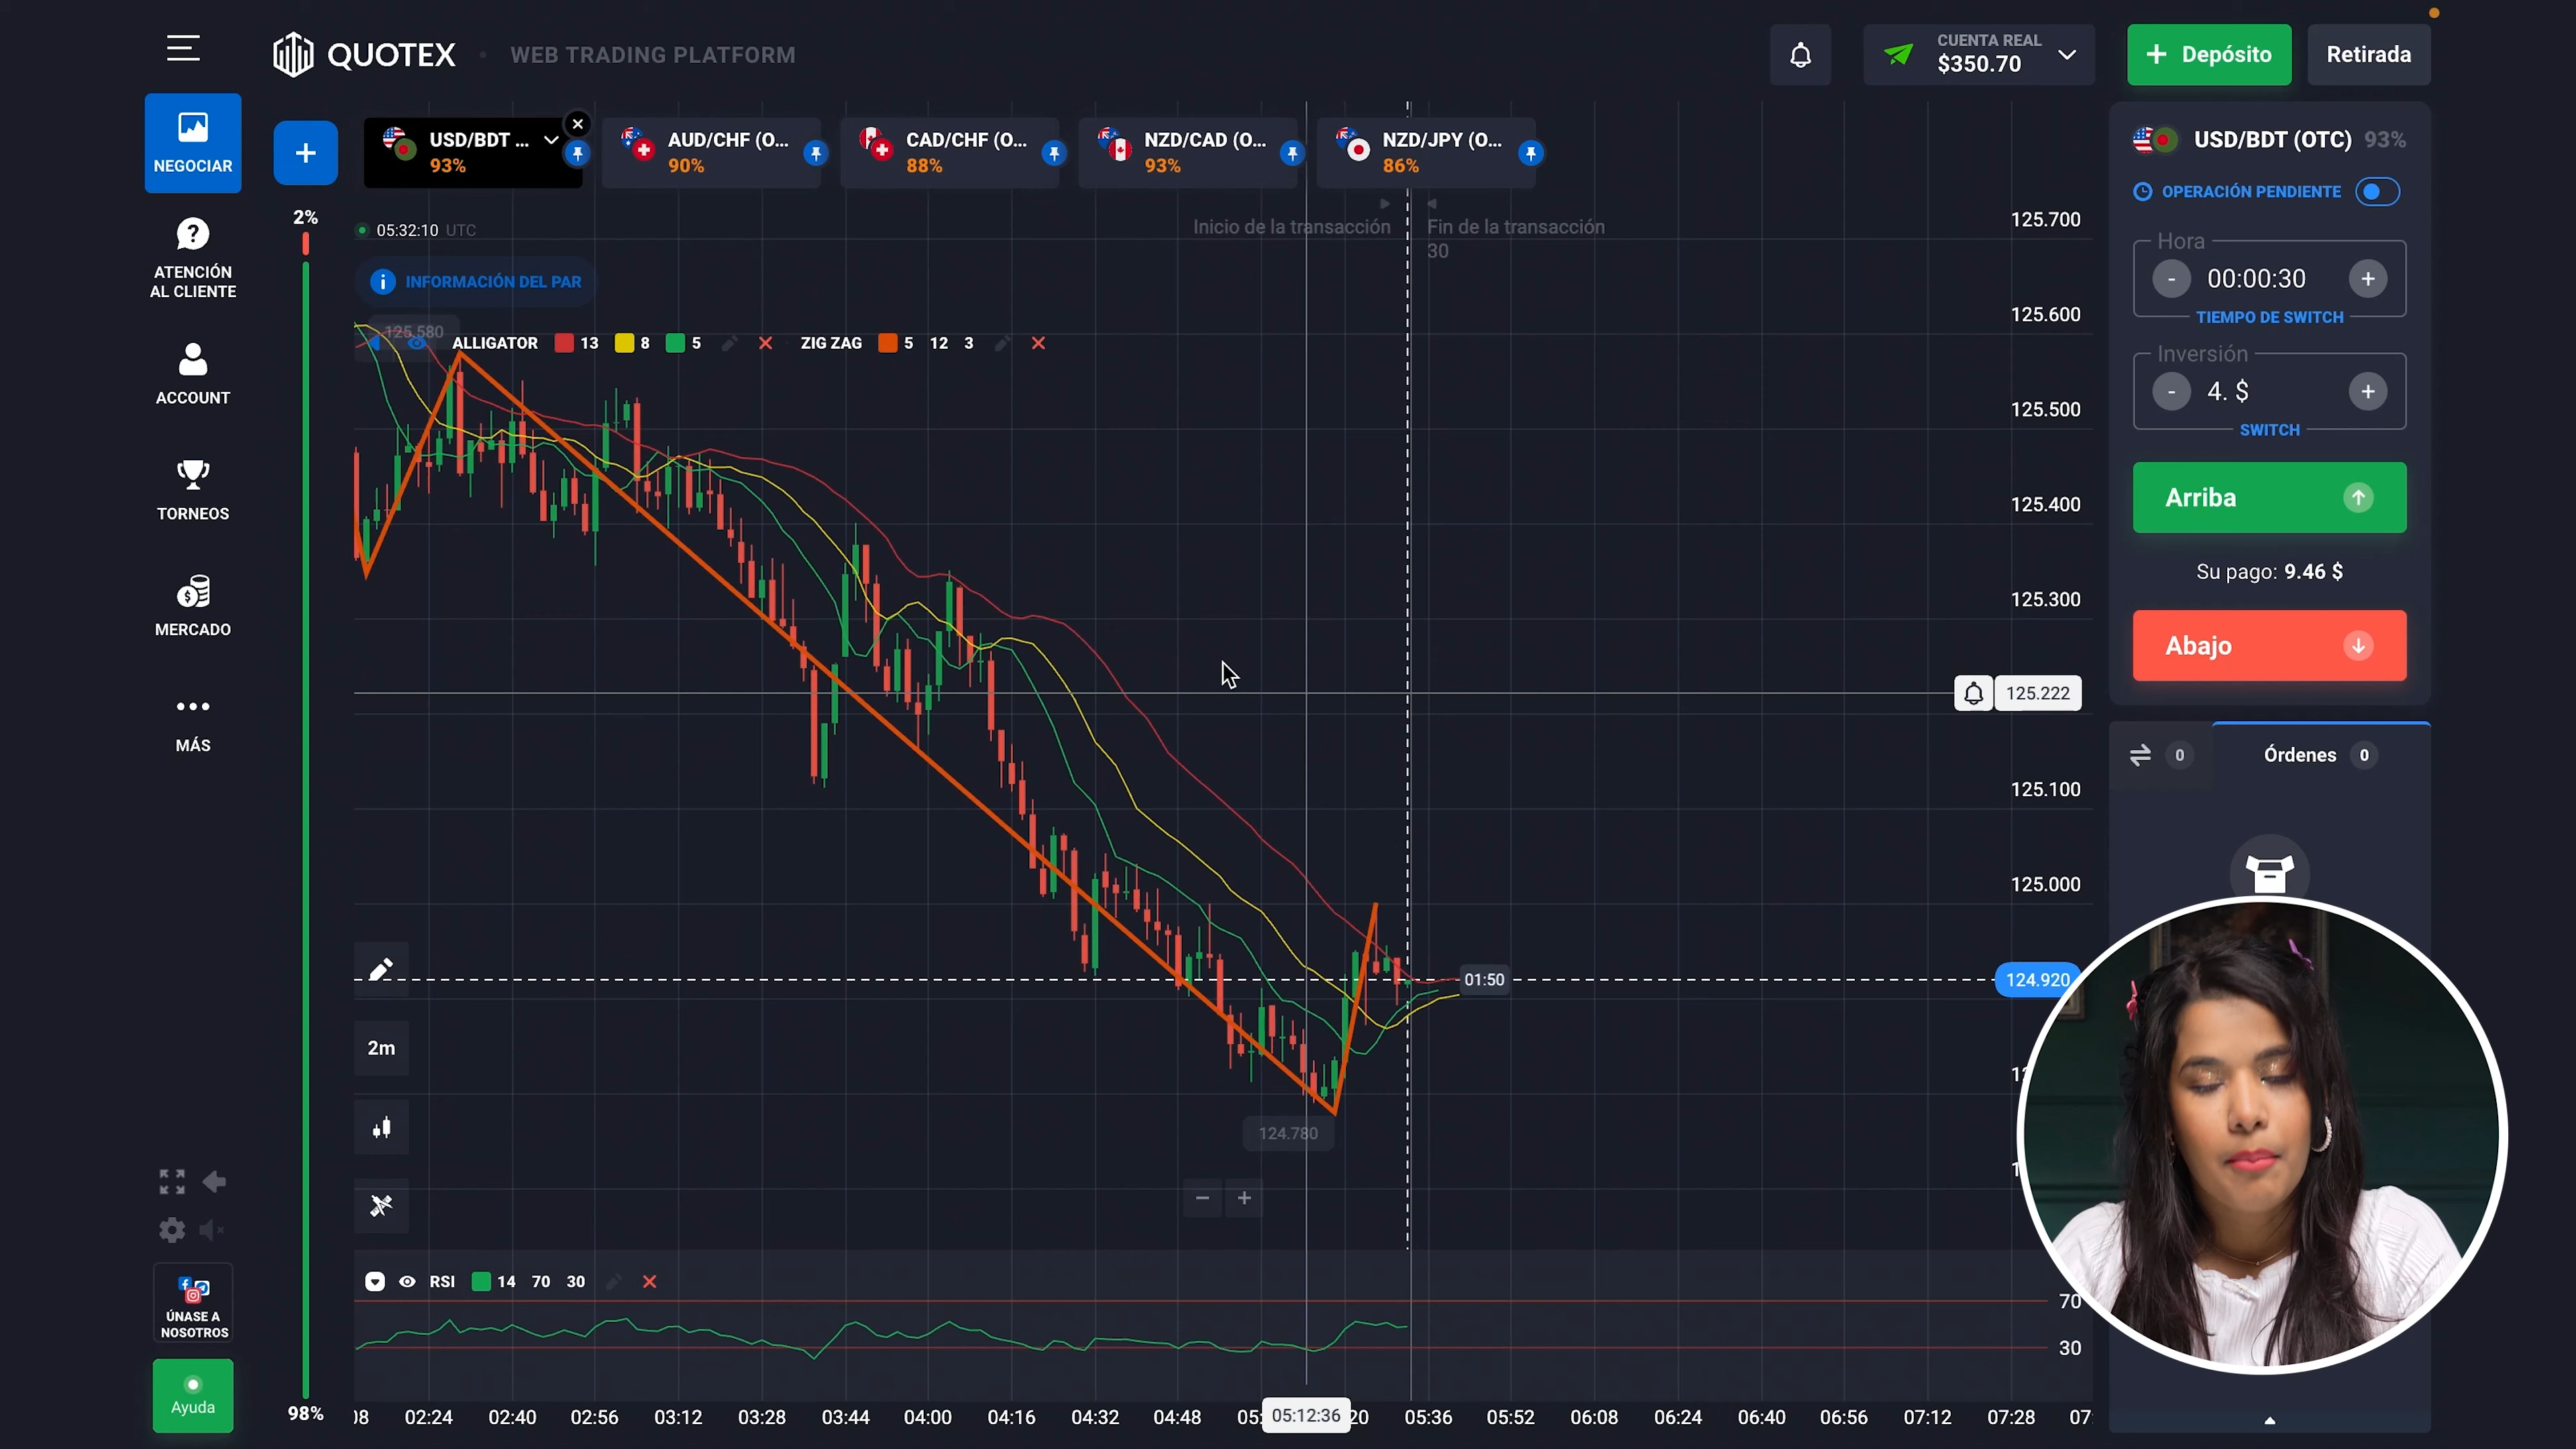 QUOTEX
WEB TRADING PLATFORM
CUENTA REAL
$350.70
+ Depósito
Retirada
NEGOCIAR
ATENCIÓN
AL CLIENTE
ACCOUNT
TORNEOS
MERCADO
MÁS
ÚNASE A
NOSOTROS
Ayuda
+
USD/BDT ...
93%
AUD/CHF (O...
90%
CAD/CHF (O...
88%
NZD/CAD (O...
93%
NZD/JPY (O...
86%
2%
98%
05:32:10 UTC
Inicio de la transacción
Fin de la transacción
30
INFORMACIÓN DEL PAR
125.580
ALLIGATOR 13 8 5 ZIG ZAG 5 12 3
125.700
125.600
125.500
125.400
125.300
125.222
125.100
125.000
124.920
01:50
124.780
2m
− +
RSI 14 70 30
70
30
02:24 02:40 02:56 03:12 03:28 03:44 04:00 04:16 04:32 04:48 05:12:36 05:36 05:52 06:08 06:24 06:40 06:56 07:12 07:28
USD/BDT (OTC) 93%
OPERACIÓN PENDIENTE
Hora
- 00:00:30 +
TIEMPO DE SWITCH
Inversión
- 4. $ +
SWITCH
Arriba
Su pago: 9.46 $
Abajo
0
Órdenes 0